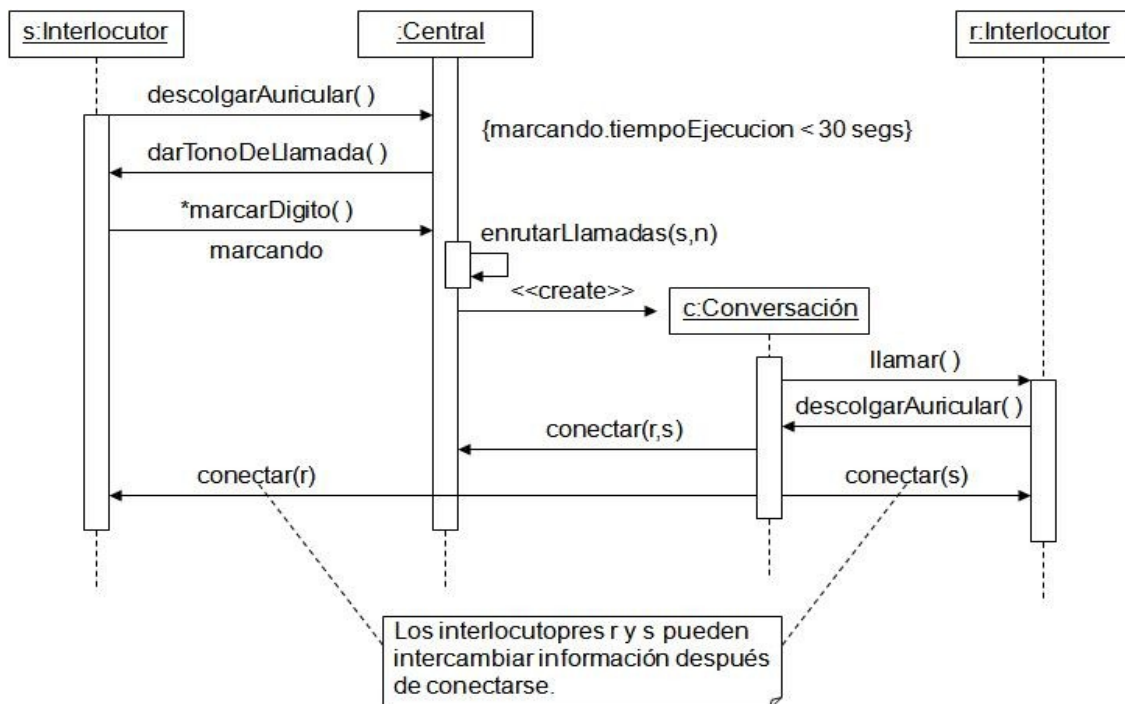 s:Interlocutor
:Central
r:Interlocutor
descolgarAuricular( )
{marcando.tiempoEjecucion < 30 segs}
darTonoDeLlamada( )
*marcarDigito( )
marcando
enrutarLlamadas(s,n)
<<create>>
c:Conversación
llamar( )
descolgarAuricular( )
conectar(r,s)
conectar(r)
conectar(s)
Los interlocutopres r y s pueden
intercambiar información después
de conectarse.